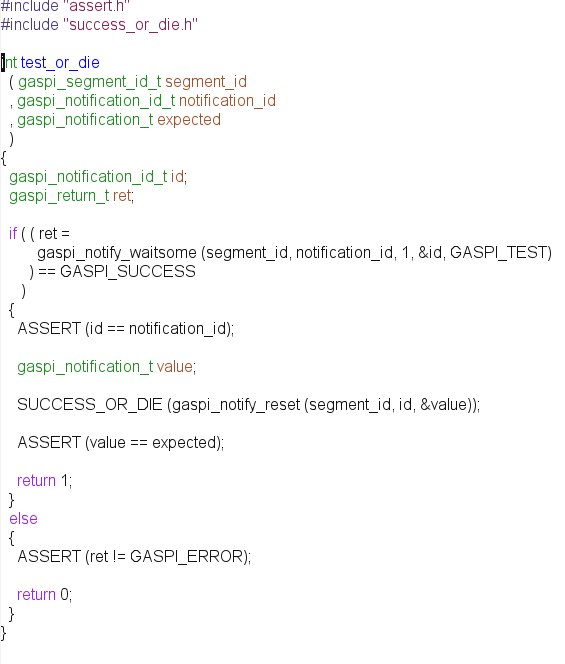 #include "assert.h"
#include "success_or_die.h"

int test_or_die
  ( gaspi_segment_id_t segment_id
  , gaspi_notification_id_t notification_id
  , gaspi_notification_t expected
  )
{
  gaspi_notification_id_t id;
  gaspi_return_t ret;

  if ( ( ret =
         gaspi_notify_waitsome (segment_id, notification_id, 1, &id, GASPI_TEST)
       ) == GASPI_SUCCESS
     )
  {
    ASSERT (id == notification_id);

    gaspi_notification_t value;

    SUCCESS_OR_DIE (gaspi_notify_reset (segment_id, id, &value));

    ASSERT (value == expected);

    return 1;
  }
  else
  {
    ASSERT (ret != GASPI_ERROR);

    return 0;
  }
}